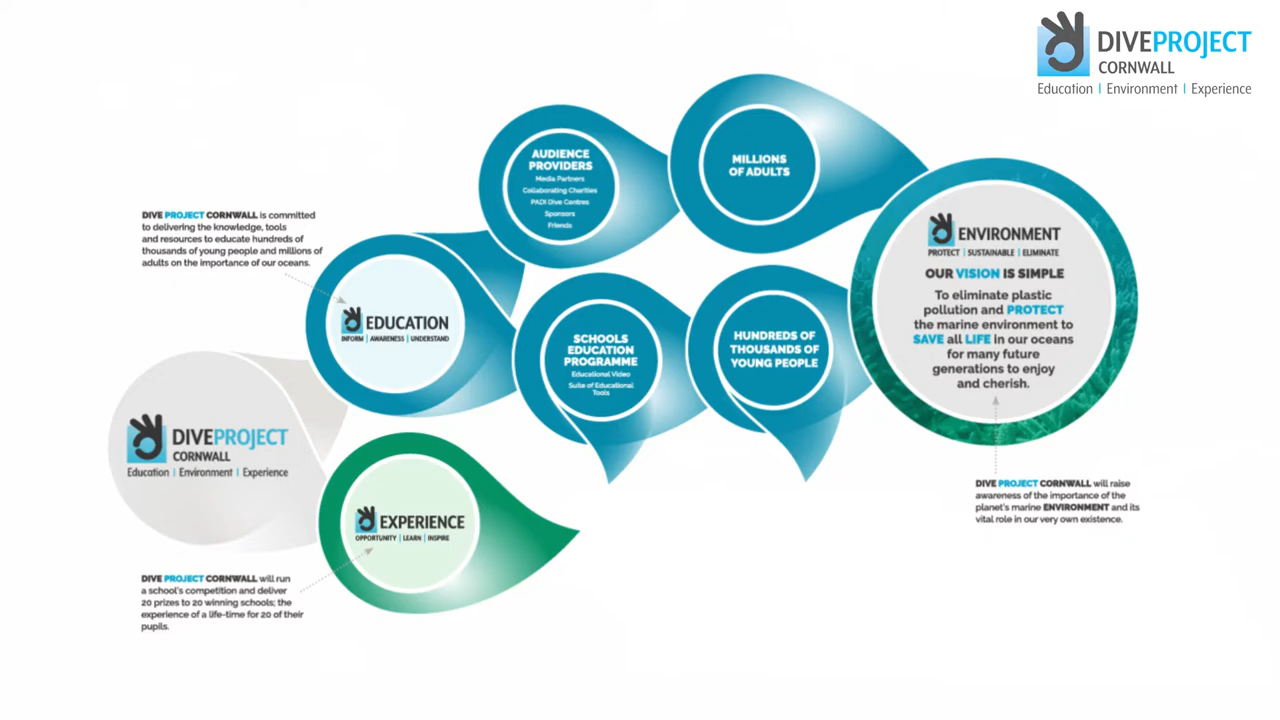 DIVEPROJECT
CORNWALL
Education | Environment | Experience
AUDIENCE
PROVIDERS
Media Partners
Collaborating Charities
PADI Dive Centres
Sponsors
Friends
MILLIONS
OF ADULTS
DIVE PROJECT CORNWALL is committed
to delivering the knowledge, tools
and resources to educate hundreds of
thousands of young people and millions of
adults on the importance of our oceans.
EDUCATION
INFORM | AWARENESS | UNDERSTAND
SCHOOLS
EDUCATION
PROGRAMME
Educational Video
Suite of Educational
Tools
HUNDREDS OF
THOUSANDS OF
YOUNG PEOPLE
ENVIRONMENT
PROTECT | SUSTAINABLE | ELIMINATE
OUR VISION IS SIMPLE
To eliminate plastic
pollution and PROTECT
the marine environment to
SAVE all LIFE in our oceans
for many future
generations to enjoy
and cherish.
DIVEPROJECT
CORNWALL
Education | Environment | Experience
EXPERIENCE
OPPORTUNITY | LEARN | INSPIRE
DIVE PROJECT CORNWALL will raise
awareness of the importance of the
planet's marine ENVIRONMENT and its
vital role in our very own existence.
DIVE PROJECT CORNWALL will run
a school's competition and deliver
20 prizes to 20 winning schools; the
experience of a life-time for 20 of their
pupils.